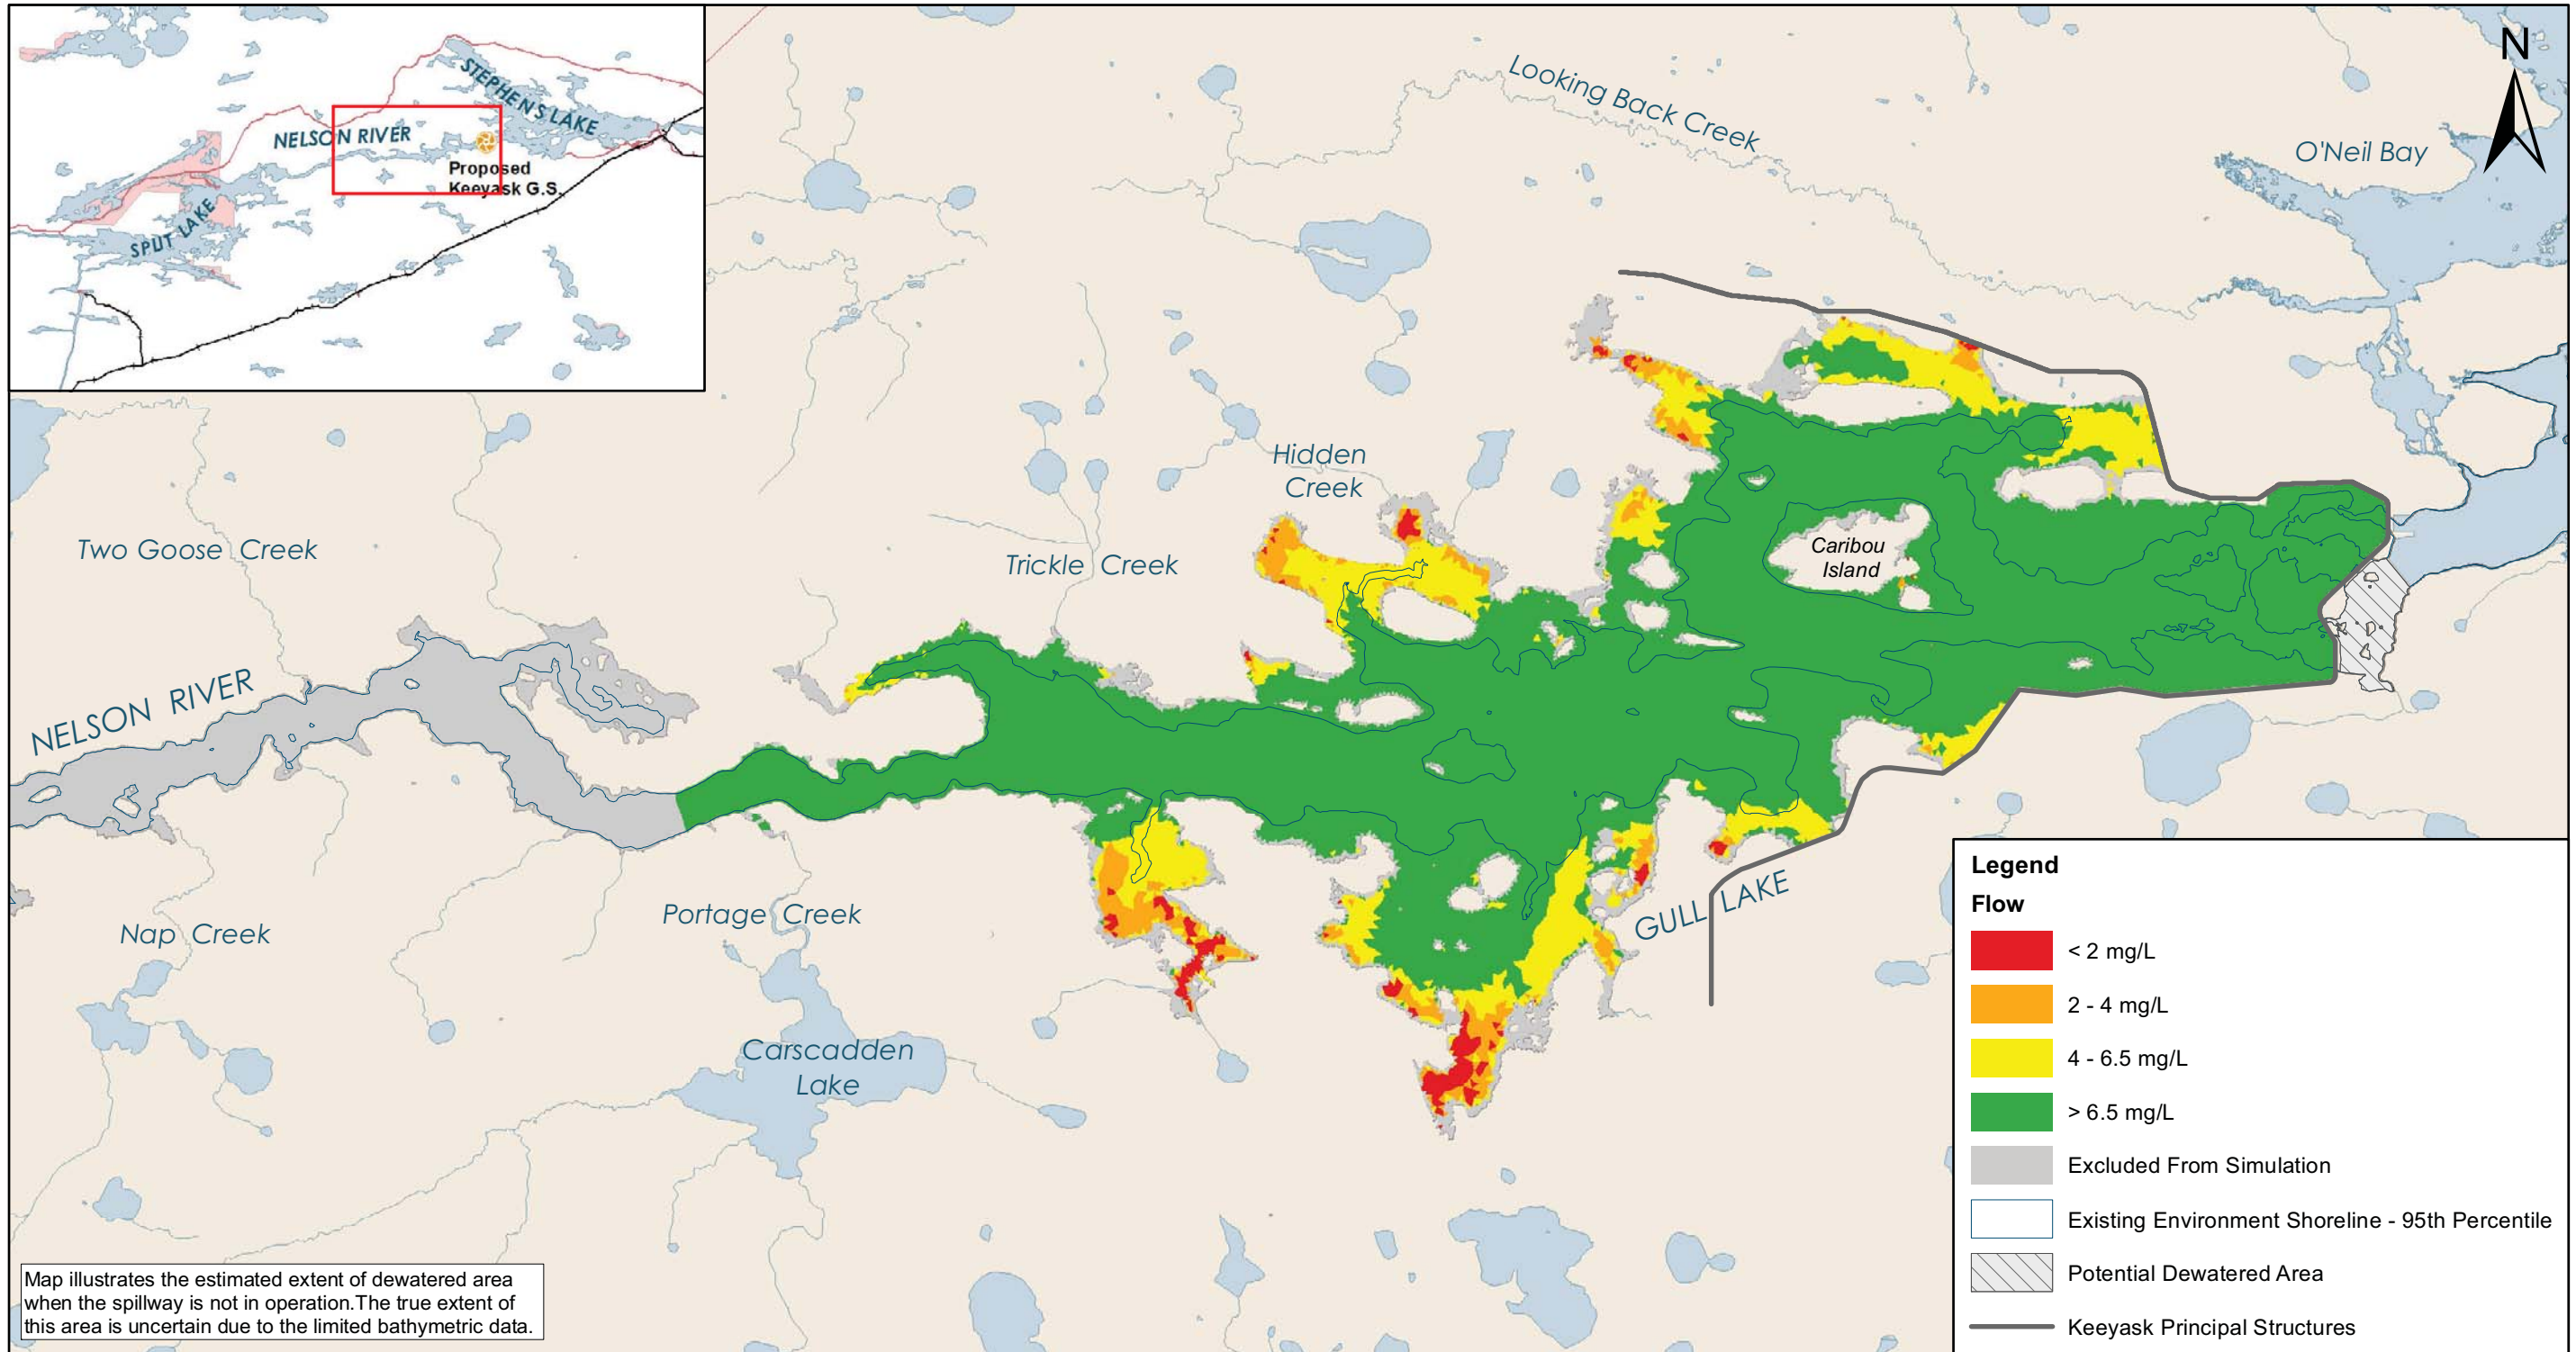 STEPHENS LAKE
NELSON RIVER
Proposed
Keeyask G.S.
SPLIT LAKE
N
Looking Back Creek
O'Neil Bay
Hidden
Creek
Two Goose Creek
Trickle Creek
Caribou
Island
NELSON RIVER
Nap Creek
Portage Creek
GULL LAKE
Carscadden
Lake
Map illustrates the estimated extent of dewatered area
when the spillway is not in operation.The true extent of
this area is uncertain due to the limited bathymetric data.
Legend
Flow
< 2 mg/L
2 - 4 mg/L
4 - 6.5 mg/L
> 6.5 mg/L
Excluded From Simulation
Existing Environment Shoreline - 95th Percentile
Potential Dewatered Area
Keeyask Principal Structures